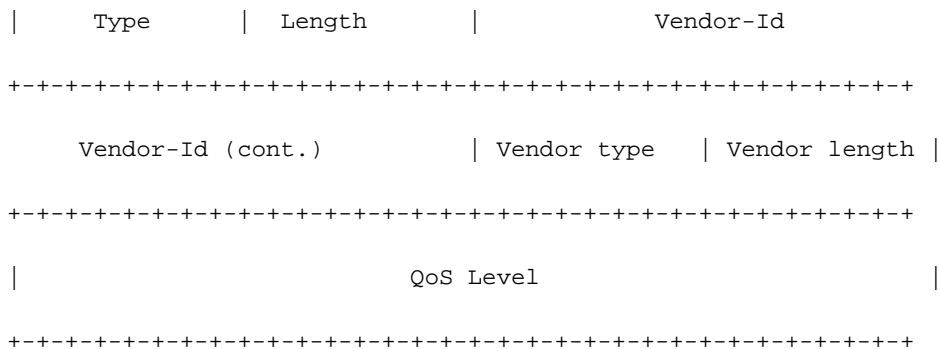 | Type | Length | Vendor-Id
+-+-+-+-+-+-+-+-+-+-+-+-+-+-+-+-+-+-+-+-+-+-+-+-+-+-+-+-+-+-+-+
Vendor-Id (cont.) | Vendor type | Vendor length |
+-+-+-+-+-+-+-+-+-+-+-+-+-+-+-+-+-+-+-+-+-+-+-+-+-+-+-+-+-+-+-+
| QoS Level |
+-+-+-+-+-+-+-+-+-+-+-+-+-+-+-+-+-+-+-+-+-+-+-+-+-+-+-+-+-+-+-+